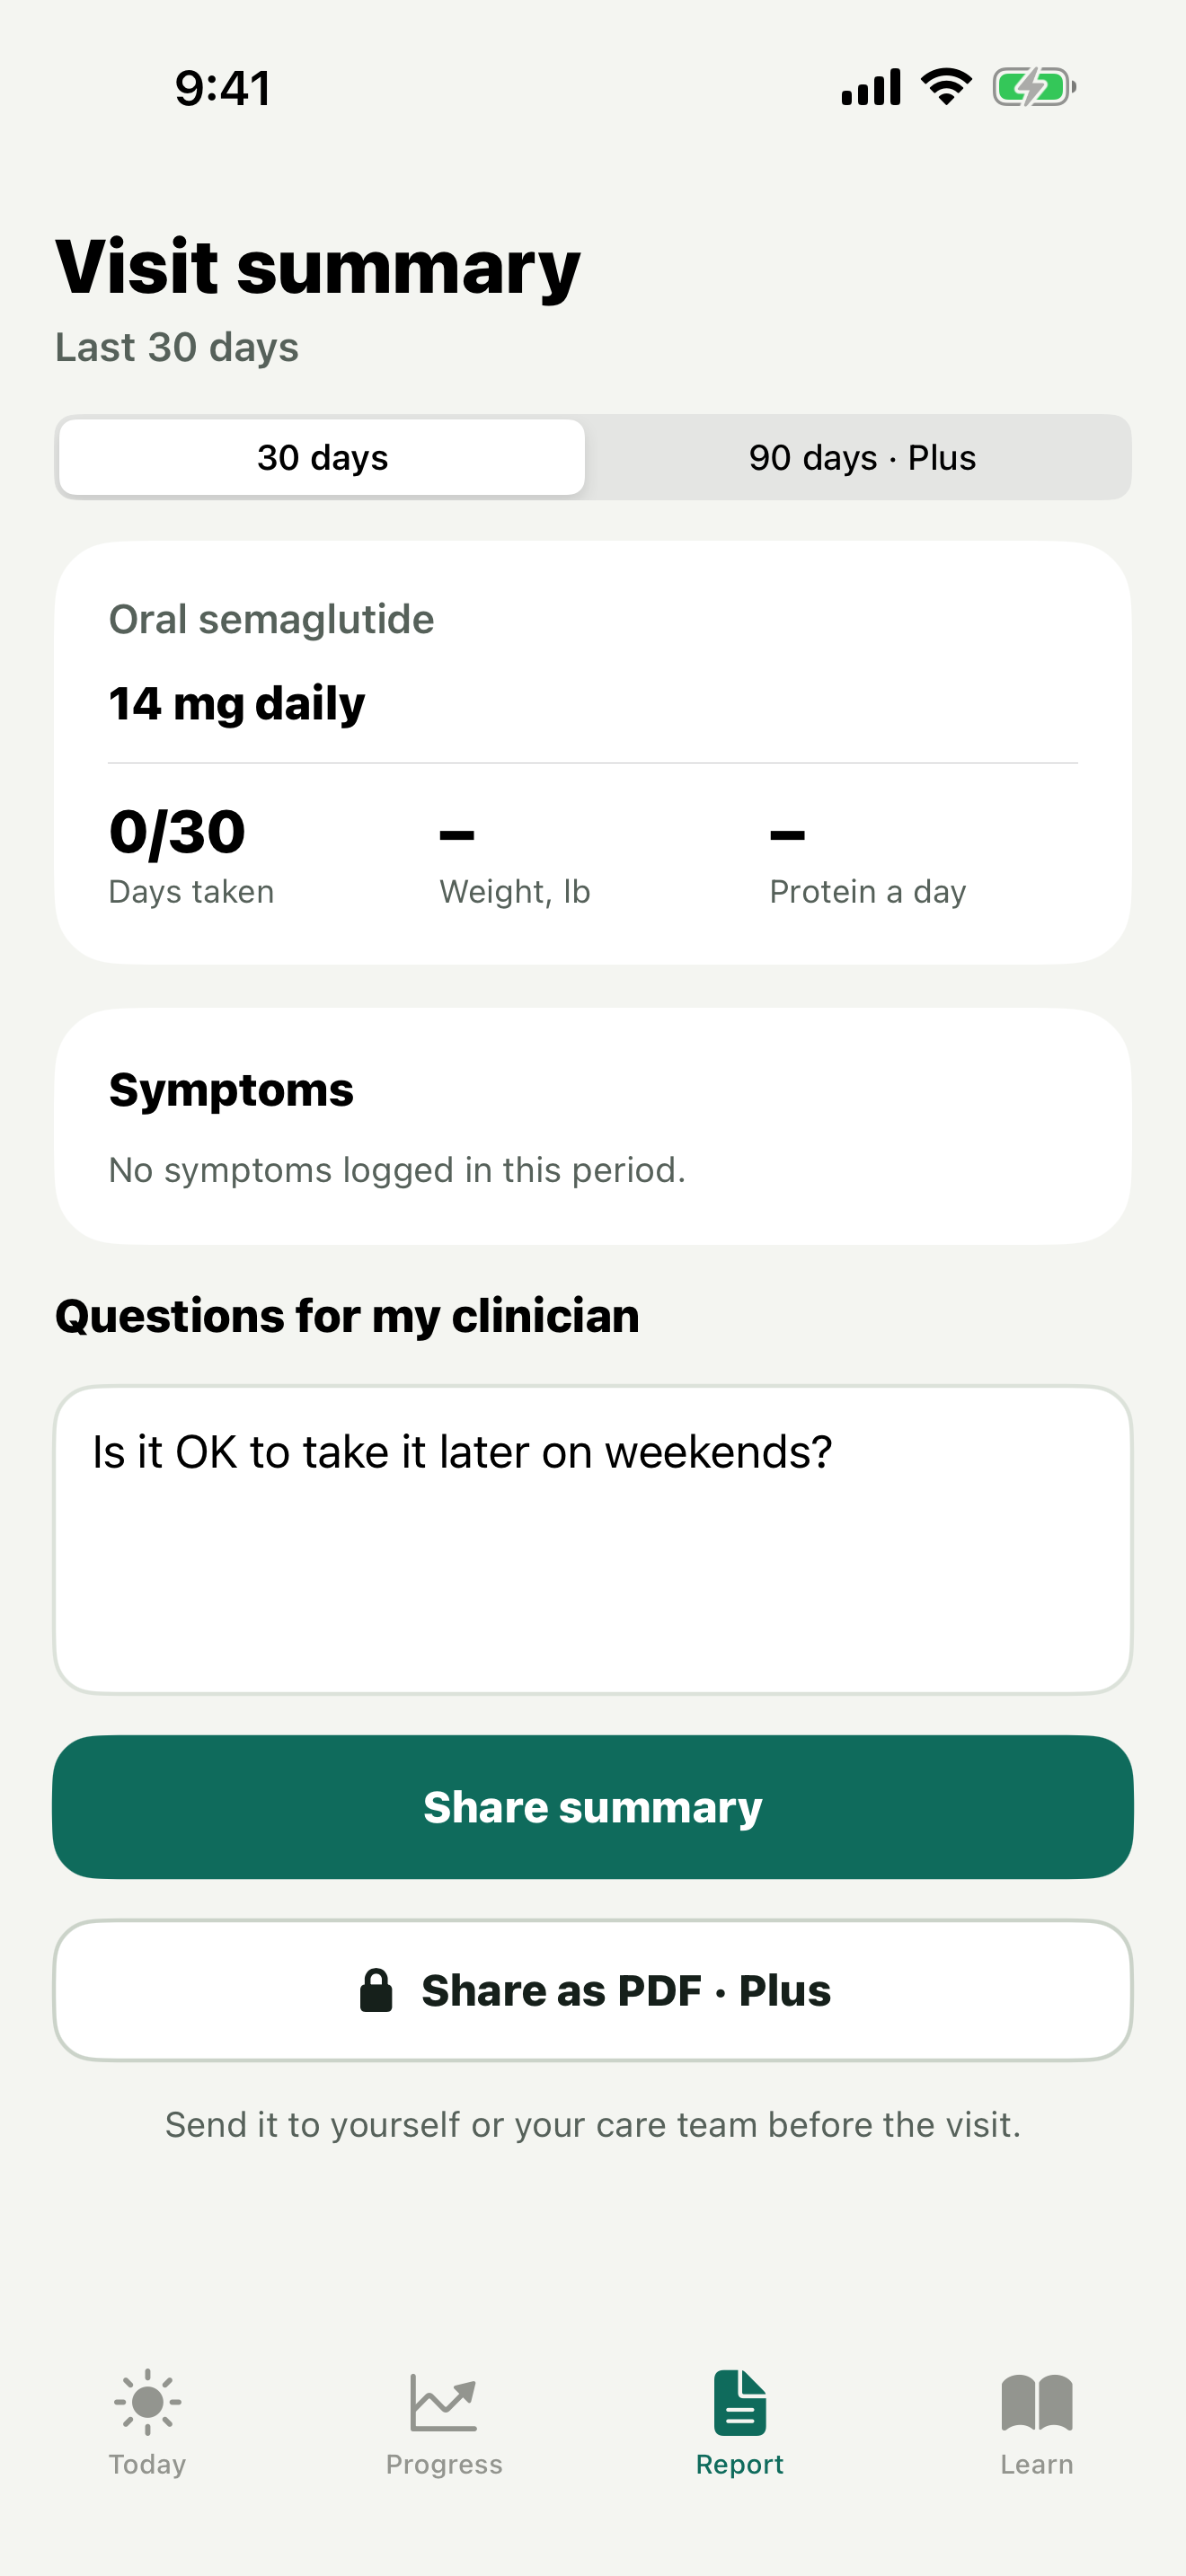 9:41
Visit summary
Last 30 days
30 days
90 days · Plus
Oral semaglutide
14 mg daily
0/30
–
–
Days taken
Weight, lb
Protein a day
Symptoms
No symptoms logged in this period.
Questions for my clinician
Is it OK to take it later on weekends?
Share summary
Share as PDF · Plus
Send it to yourself or your care team before the visit.
Today
Progress
Report
Learn